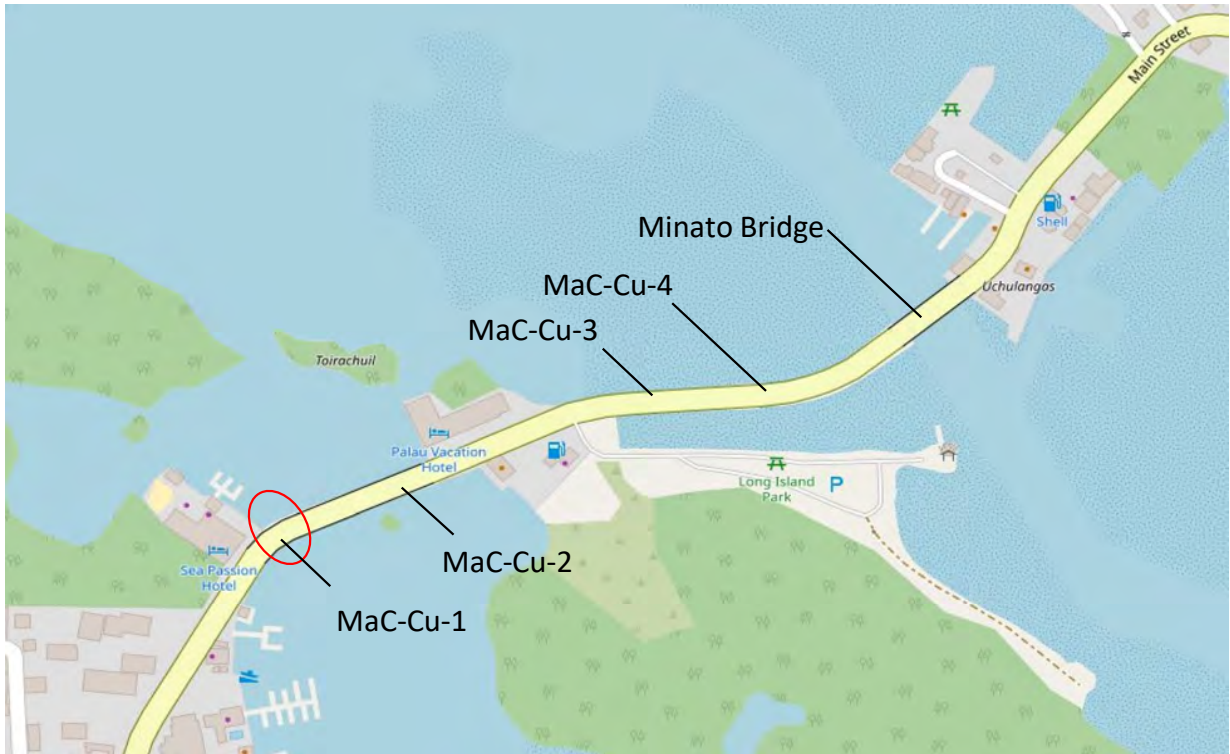 Main Street
Shell
Minato Bridge
Uchulangas
MaC-Cu-4
MaC-Cu-3
Toirachuil
Palau Vacation
Hotel
Long Island
Park
P
Sea Passion
Hotel
MaC-Cu-2
MaC-Cu-1